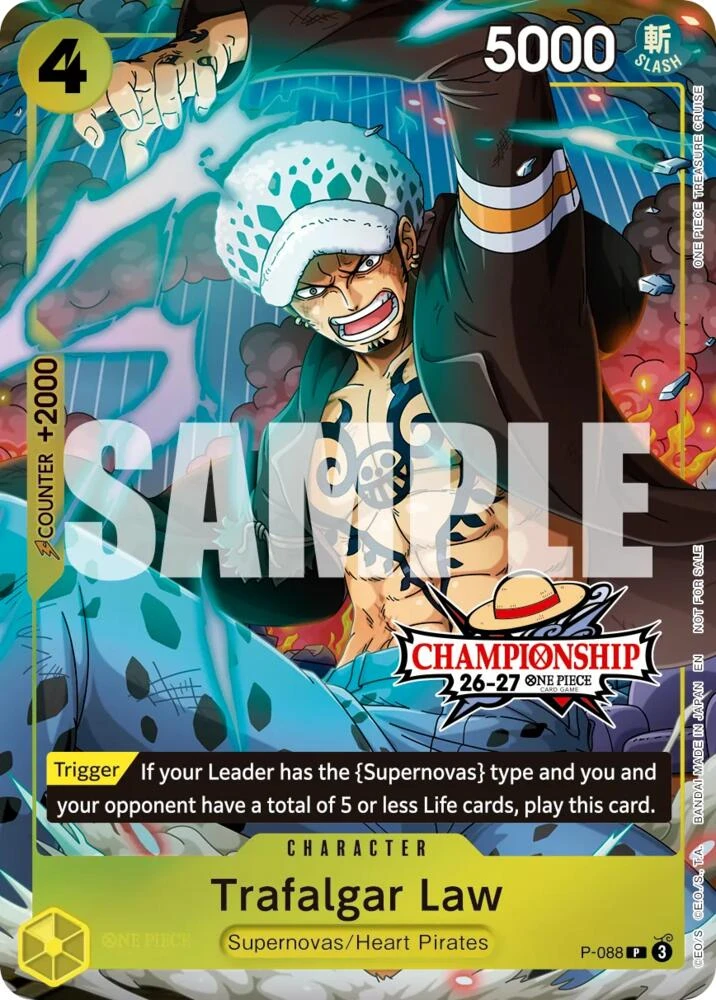 4
5000
斬
SLASH
ONE PIECE TREASURE CRUISE
COUNTER +2000
SAMPLE
CHAMPIONSHIP
26-27 ONE PIECE
CARD GAME
NOT FOR SALE
EN
BANDAI MADE IN JAPAN
©E.O/S ©E.O./S., T.A.
Trigger If your Leader has the {Supernovas} type and you and
your opponent have a total of 5 or less Life cards, play this card.
CHARACTER
Trafalgar Law
ONE PIECE
Supernovas/Heart Pirates
P-088 P 3